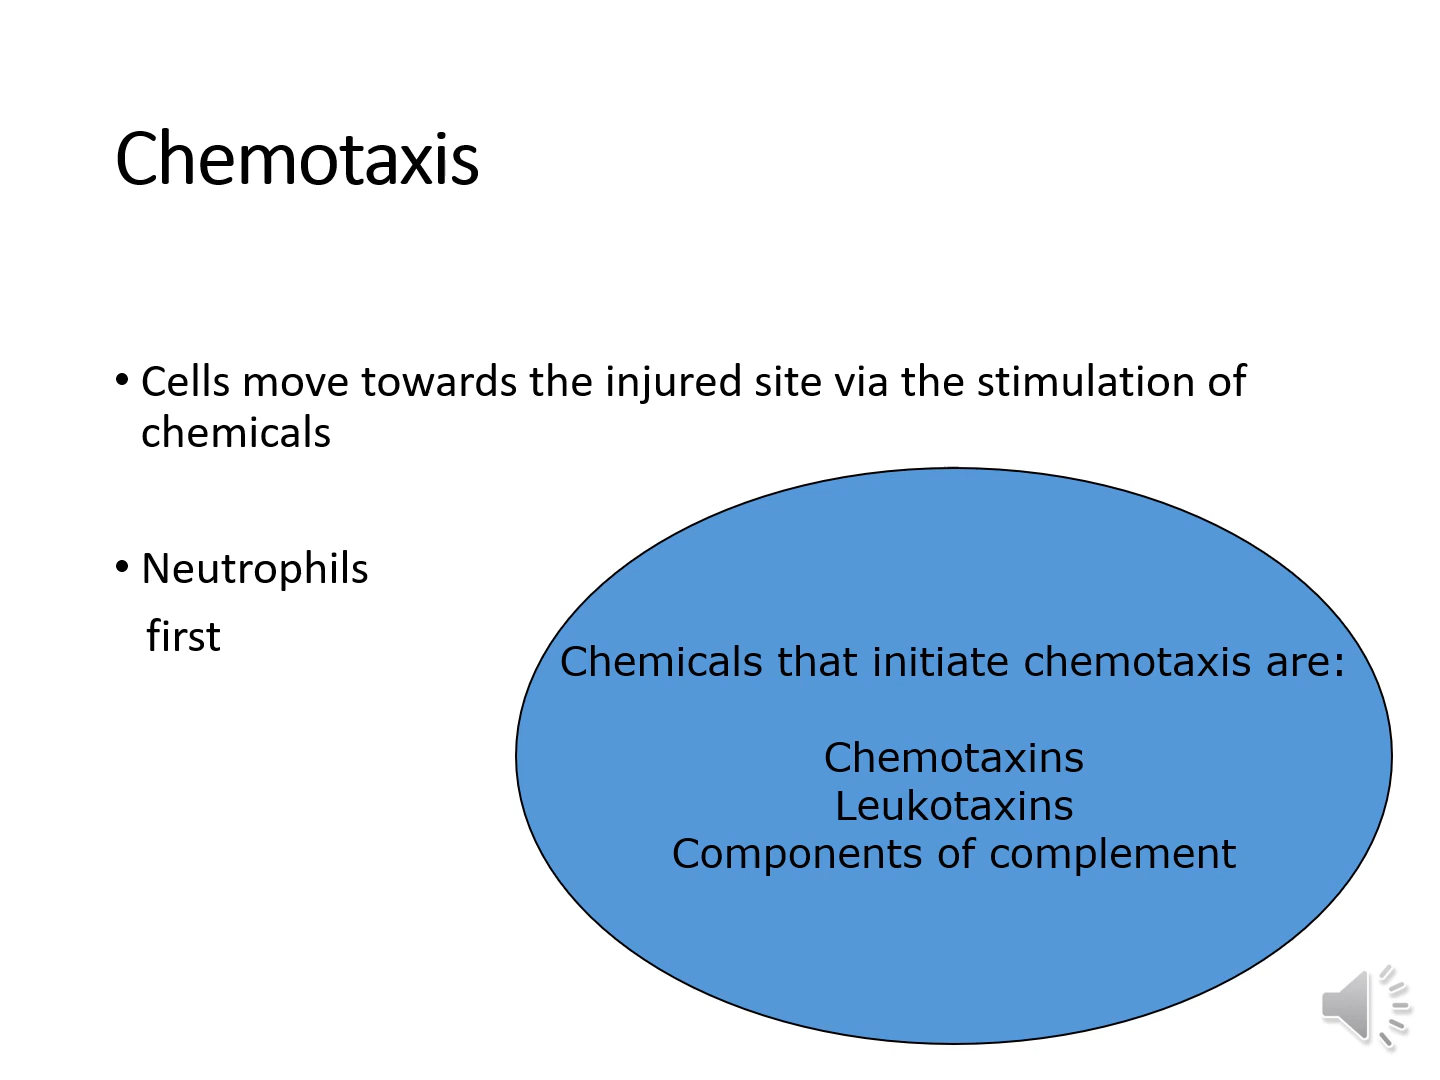 Chemotaxis
• Cells move towards the injured site via the stimulation of
chemicals
• Neutrophils
first
Chemicals that initiate chemotaxis are:
Chemotaxins
Leukotaxins
Components of complement